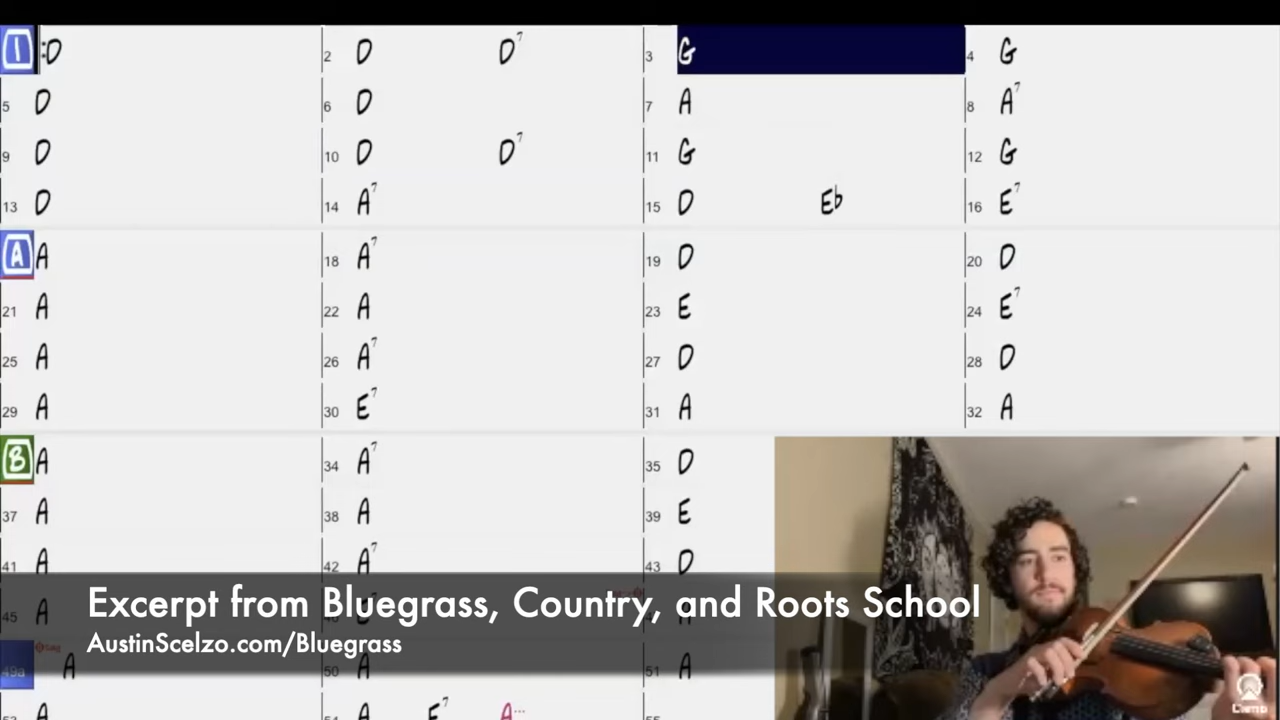 1 :D 2 D D7 3 G 4 G
5 D 6 D 7 A 8 A7
9 D 10 D D7 11 G 12 G
13 D 14 A7 15 D E♭ 16 E7
A A 18 A7 19 D 20 D
21 A 22 A 23 E 24 E7
25 A 26 A7 27 D 28 D
29 A 30 E7 31 A 32 A
B A 34 A7 35 D
37 A 38 A 39 E
41 A 42 A7 43 D
Excerpt from Bluegrass, Country, and Roots School
45 A
AustinScelzo.com/Bluegrass
49a A 50 A 51 A
A E7 A...